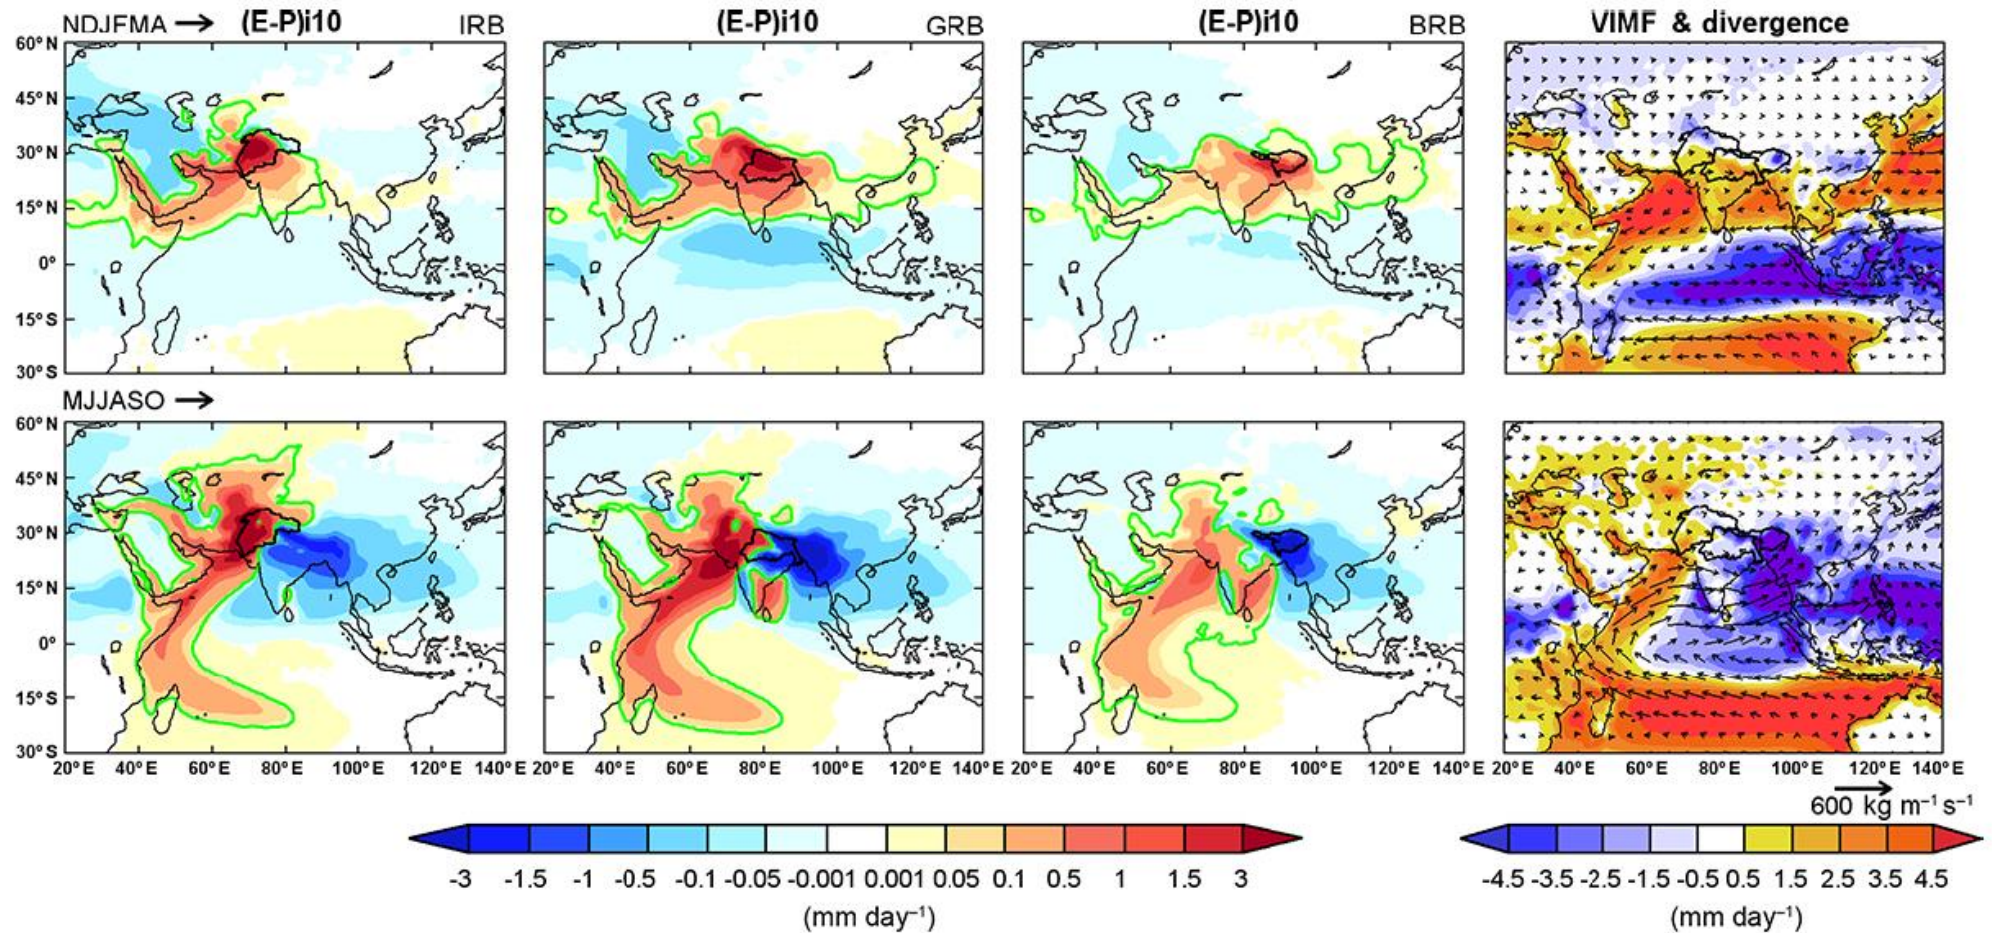 NDJFMA → (E-P)i10 IRB (E-P)i10 GRB (E-P)i10 BRB VIMF & divergence
60°N
45°N
30°N
15°N
0°
15°S
30°S
MJJASO →
60°N
45°N
30°N
15°N
0°
15°S
30°S
20°E 40°E 60°E 80°E 100°E 120°E 140°E 20°E 40°E 60°E 80°E 100°E 120°E 140°E 20°E 40°E 60°E 80°E 100°E 120°E 140°E 20°E 40°E 60°E 80°E 100°E 120°E 140°E
600 kg m⁻¹ s⁻¹
-3 -1.5 -1 -0.5 -0.1 -0.05 -0.001 0.001 0.05 0.1 0.5 1 1.5 3
-4.5 -3.5 -2.5 -1.5 -0.5 0.5 1.5 2.5 3.5 4.5
(mm day⁻¹) (mm day⁻¹)